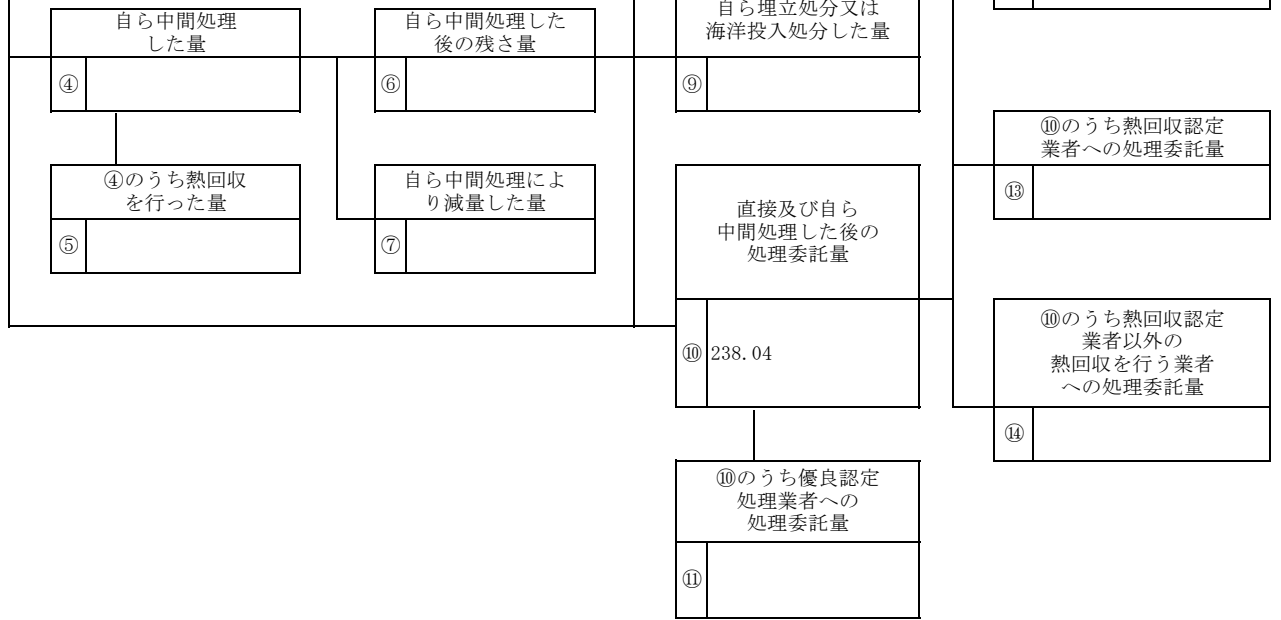 自ら中間処理
した量
④
自ら中間処理した
後の残さ量
⑥
自ら埋立処分又は
海洋投入処分した量
⑨
④のうち熱回収
を行った量
⑤
自ら中間処理によ
り減量した量
⑦
直接及び自ら
中間処理した後の
処理委託量
⑩ 238.04
⑩のうち優良認定
処理業者への
処理委託量
⑪
⑩のうち熱回収認定
業者への処理委託量
⑬
⑩のうち熱回収認定
業者以外の
熱回収を行う業者
への処理委託量
⑭